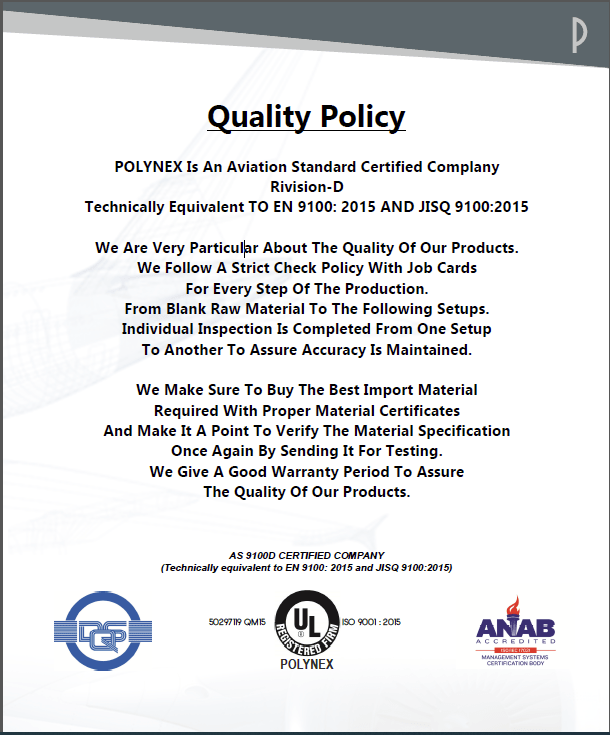 Quality Policy
POLYNEX Is An Aviation Standard Certified Complany
Rivision-D
Technically Equivalent TO EN 9100: 2015 AND JISQ 9100:2015
We Are Very Particular About The Quality Of Our Products.
We Follow A Strict Check Policy With Job Cards
For Every Step Of The Production.
From Blank Raw Material To The Following Setups.
Individual Inspection Is Completed From One Setup
To Another To Assure Accuracy Is Maintained.
We Make Sure To Buy The Best Import Material
Required With Proper Material Certificates
And Make It A Point To Verify The Material Specification
Once Again By Sending It For Testing.
We Give A Good Warranty Period To Assure
The Quality Of Our Products.
AS 9100D CERTIFIED COMPANY
(Technically equivalent to EN 9100: 2015 and JISQ 9100:2015)
DQS
50297119 QM15
UL
REGISTERED FIRM
ISO 9001 : 2015
POLYNEX
ANAB
ACCREDITED
ISO/IEC 17021
MANAGEMENT SYSTEMS
CERTIFICATION BODY